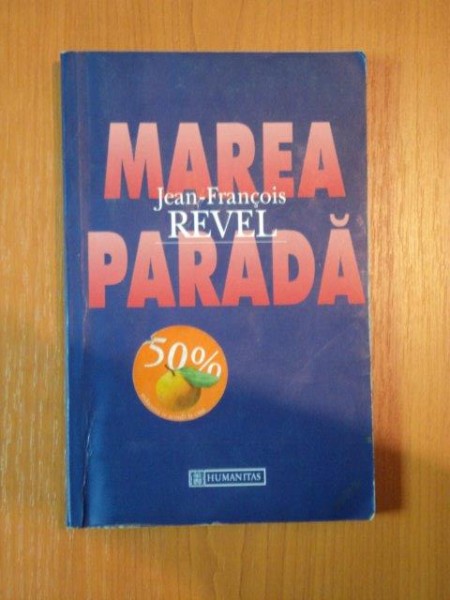 MAREA
Jean-François
REVEL
PARADĂ
50%
HUMANITAS